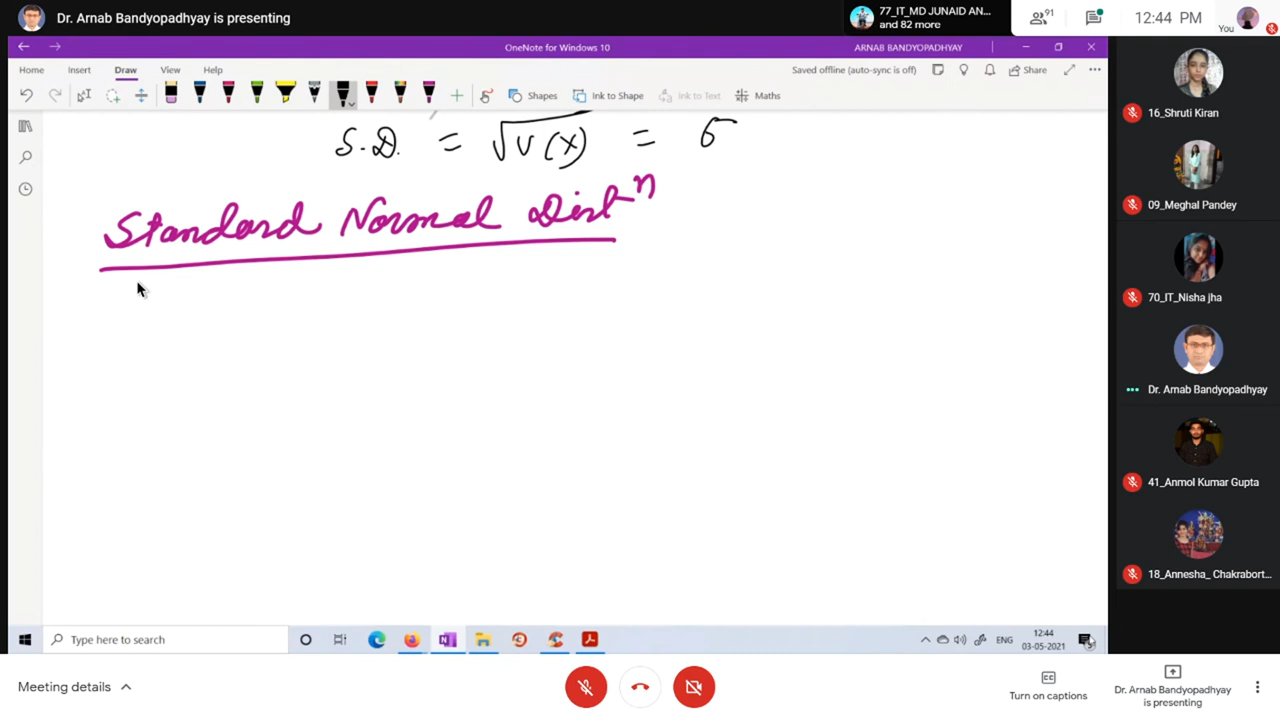 Dr. Arnab Bandyopadhyay is presenting
77_IT_MD JUNAID AN...
and 82 more
91
12:44 PM
You
OneNote for Windows 10
ARNAB BANDYOPADHYAY
Home Insert Draw View Help
Saved offline (auto-sync is off)
Share
Shapes
Ink to Shape
Ink to Text
Maths
S.D. = √V(X) = σ
Standard Normal Distⁿ
16_Shruti Kiran
09_Meghal Pandey
70_IT_Nisha jha
Dr. Arnab Bandyopadhyay
41_Anmol Kumar Gupta
18_Annesha_ Chakrabort...
Type here to search
ENG
12:44
03-05-2021
Meeting details
Turn on captions
Dr. Arnab Bandyopadhyay
is presenting